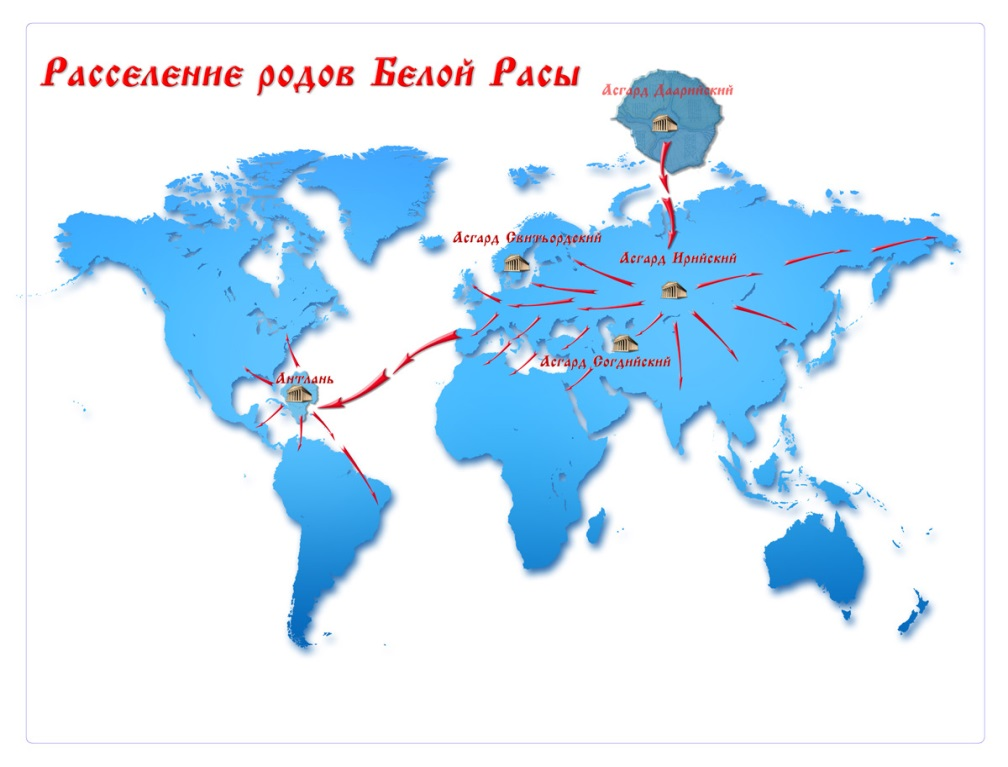 Расселение родов Белой Расы
Асгард Даарийский
Асгард Свитьордский
Асгард Ирийский
Асгард Согдийский
Антлань